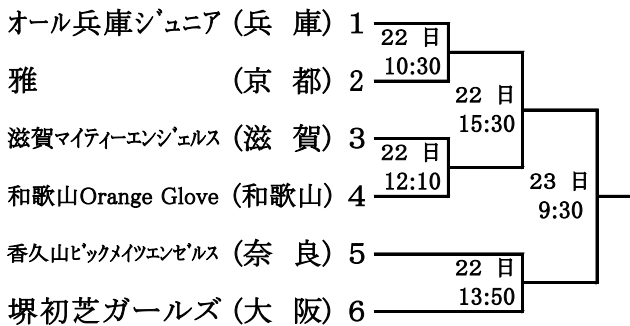 オール兵庫ジュニア (兵 庫) 1
22 日
10:30
雅 (京 都) 2
22 日
15:30
滋賀マイティーエンジェルス (滋 賀) 3
22 日
12:10
和歌山Orange Glove (和歌山) 4
23 日
9:30
香久山ビックメイツエンゼルス (奈 良) 5
22 日
13:50
堺初芝ガールズ (大 阪) 6